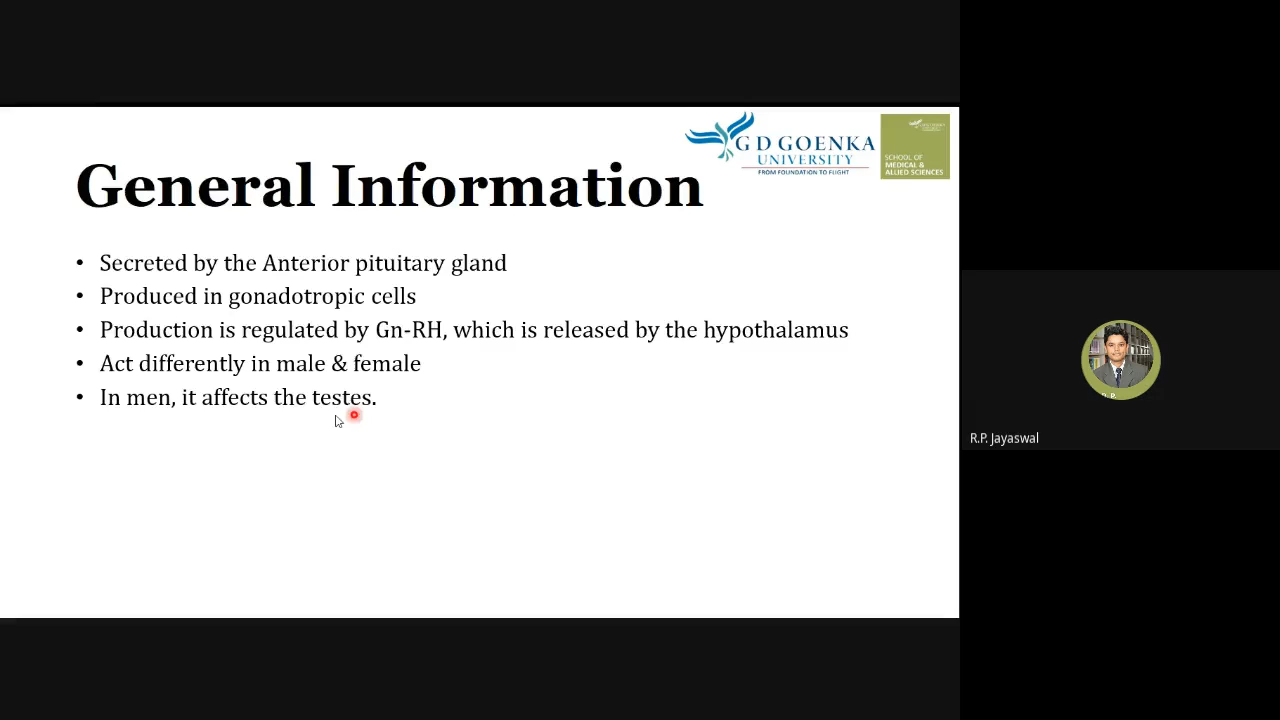 G D GOENKA
UNIVERSITY
FROM FOUNDATION TO FLIGHT
SCHOOL OF
MEDICAL &
ALLIED SCIENCES
General Information
• Secreted by the Anterior pituitary gland
• Produced in gonadotropic cells
• Production is regulated by Gn-RH, which is released by the hypothalamus
• Act differently in male & female
• In men, it affects the testes.
R.P. Jayaswal